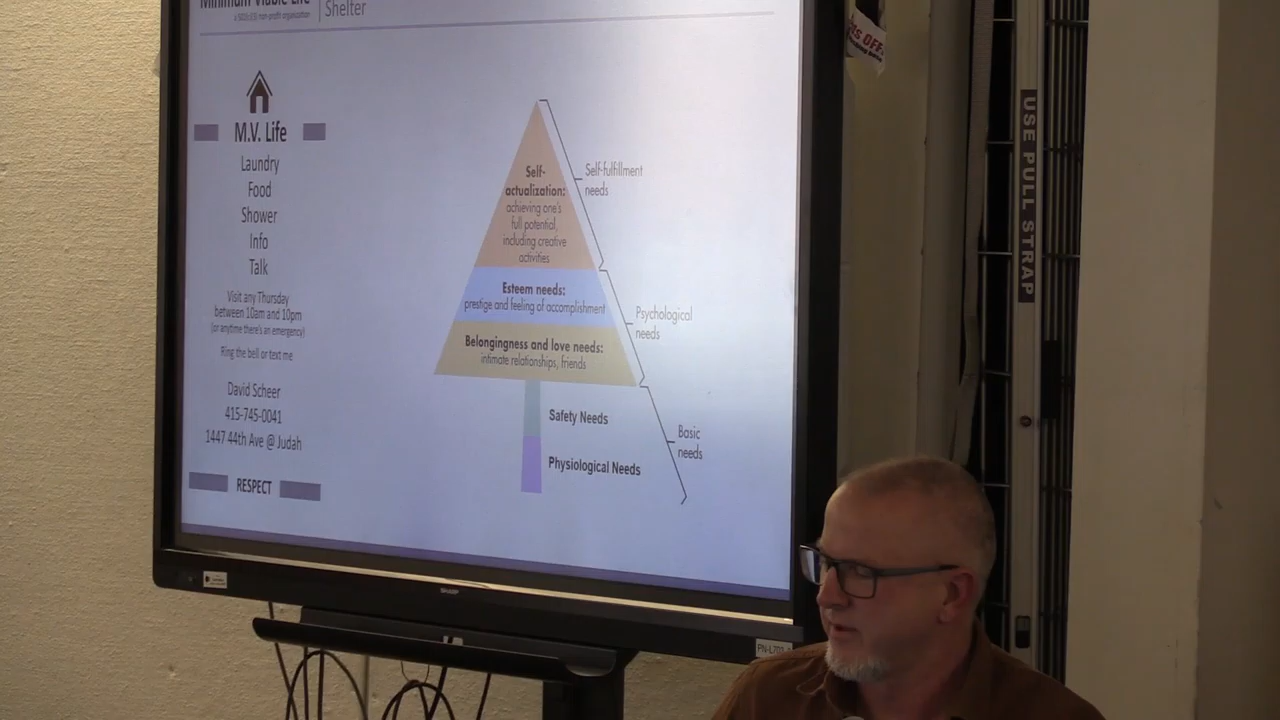 Minimum Viable Life
a 501(c)(3) non-profit organization
Shelter
M.V. Life
Laundry
Food
Shower
Info
Talk
Visit any Thursday
between 10am and 10pm
(or anytime there's an emergency)
Ring the bell or text me
David Scheer
415-745-0041
1447 44th Ave @ Judah
RESPECT
Self-
actualization:
achieving one's
full potential,
including creative
activities
Esteem needs:
prestige and feeling of accomplishment
Belongingness and love needs:
intimate relationships, friends
Safety Needs
Physiological Needs
Self-fulfillment
needs
Psychological
needs
Basic
needs
SHARP
OFF
USE PULL STRAP